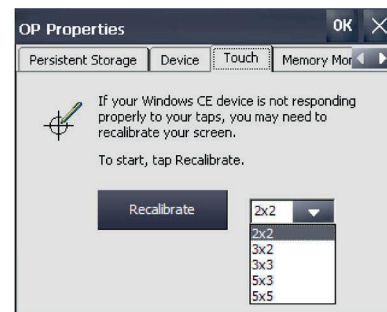 OP Properties OK
Persistent Storage Device Touch Memory Mor
If your Windows CE device is not responding
properly to your taps, you may need to
recalibrate your screen.
To start, tap Recalibrate.
Recalibrate 2x2
2x2
3x2
3x3
5x3
5x5